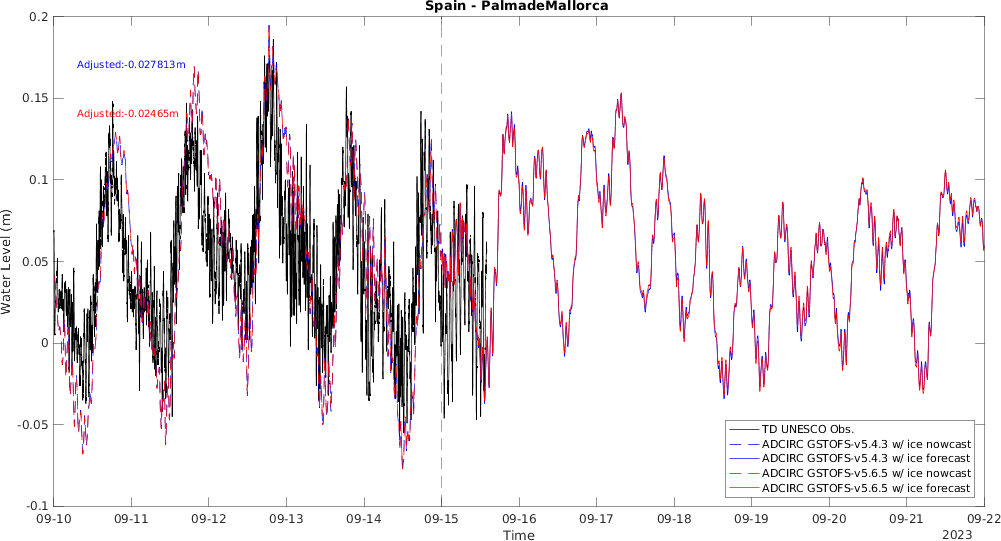 Spain - PalmadeMallorca
0.2
Adjusted:-0.027813m
0.15
Adjusted:-0.02465m
0.1
Water Level (m)
0.05
0
-0.05
TD UNESCO Obs.
ADCIRC GSTOFS-v5.4.3 w/ ice nowcast
ADCIRC GSTOFS-v5.4.3 w/ ice forecast
ADCIRC GSTOFS-v5.6.5 w/ ice nowcast
ADCIRC GSTOFS-v5.6.5 w/ ice forecast
-0.1
09-10 09-11 09-12 09-13 09-14 09-15 09-16 09-17 09-18 09-19 09-20 09-21 09-22
Time
2023